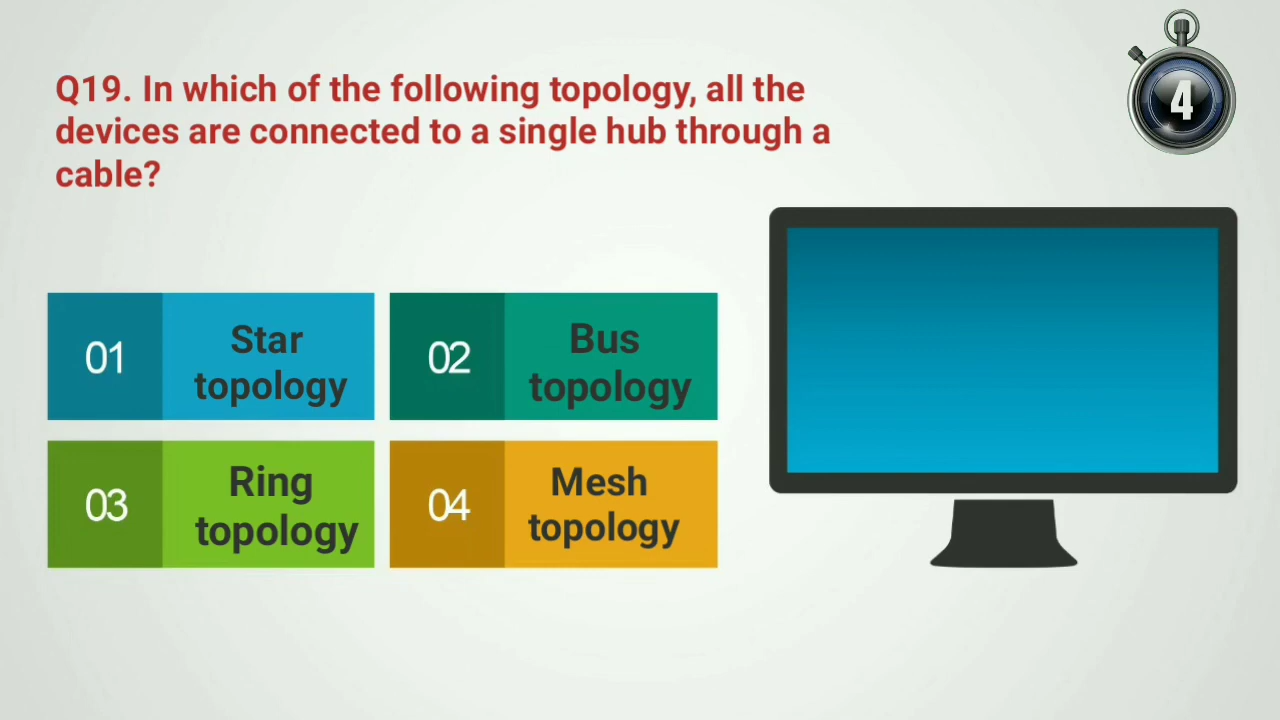 Q19. In which of the following topology, all the
devices are connected to a single hub through a
cable?
4
01
Star
topology
02
Bus
topology
03
Ring
topology
04
Mesh
topology